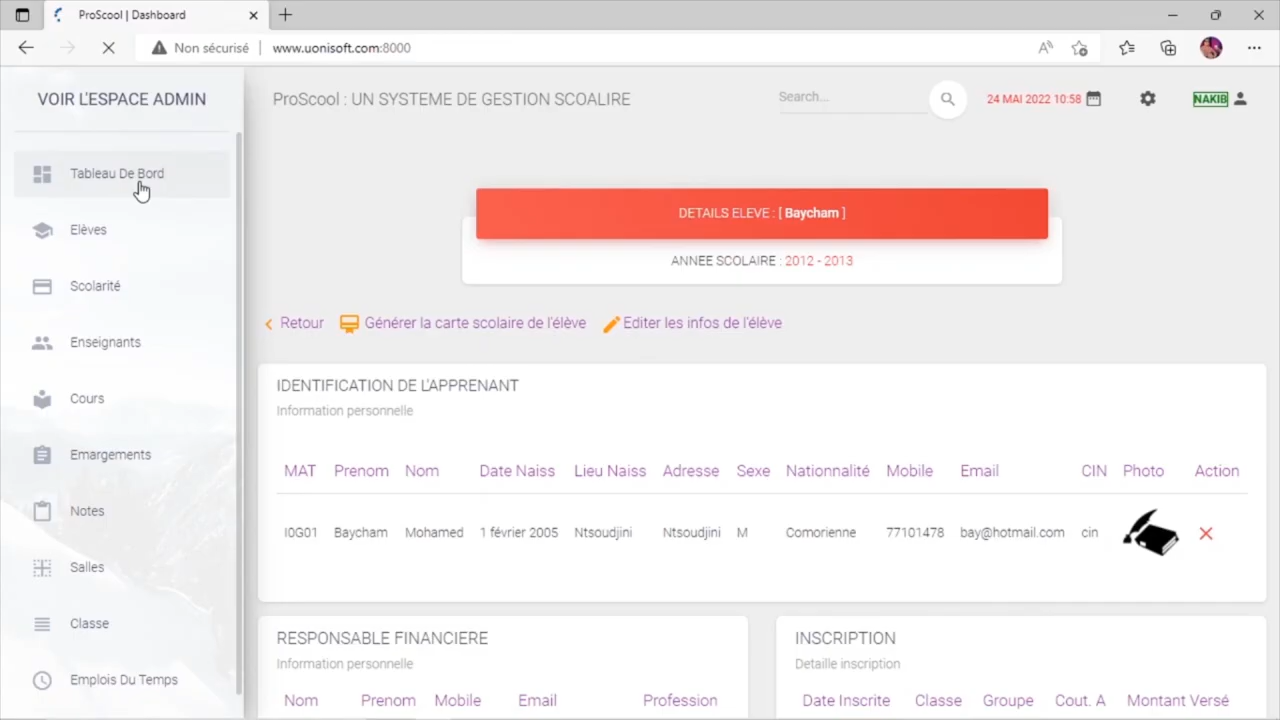 ProScool | Dashboard
Non sécurisé www.uonisoft.com:8000
VOIR L'ESPACE ADMIN
ProScool : UN SYSTEME DE GESTION SCOALIRE
Search...
24 MAI 2022 10:58
NAKIB
Tableau De Bord
Elèves
Scolarité
Enseignants
Cours
Emargements
Notes
Salles
Classe
Emplois Du Temps
DETAILS ELEVE : [ Baycham ]
ANNEE SCOLAIRE : 2012 - 2013
Retour Générer la carte scolaire de l'élève Editer les infos de l'élève
IDENTIFICATION DE L'APPRENANT
Information personnelle
MAT Prenom Nom Date Naiss Lieu Naiss Adresse Sexe Nationnalité Mobile Email CIN Photo Action
I0G01 Baycham Mohamed 1 février 2005 Ntsoudjini Ntsoudjini M Comorienne 77101478 bay@hotmail.com cin
RESPONSABLE FINANCIERE
Information personnelle
Nom Prenom Mobile Email Profession
INSCRIPTION
Detaille inscription
Date Inscrite Classe Groupe Cout. A Montant Versé